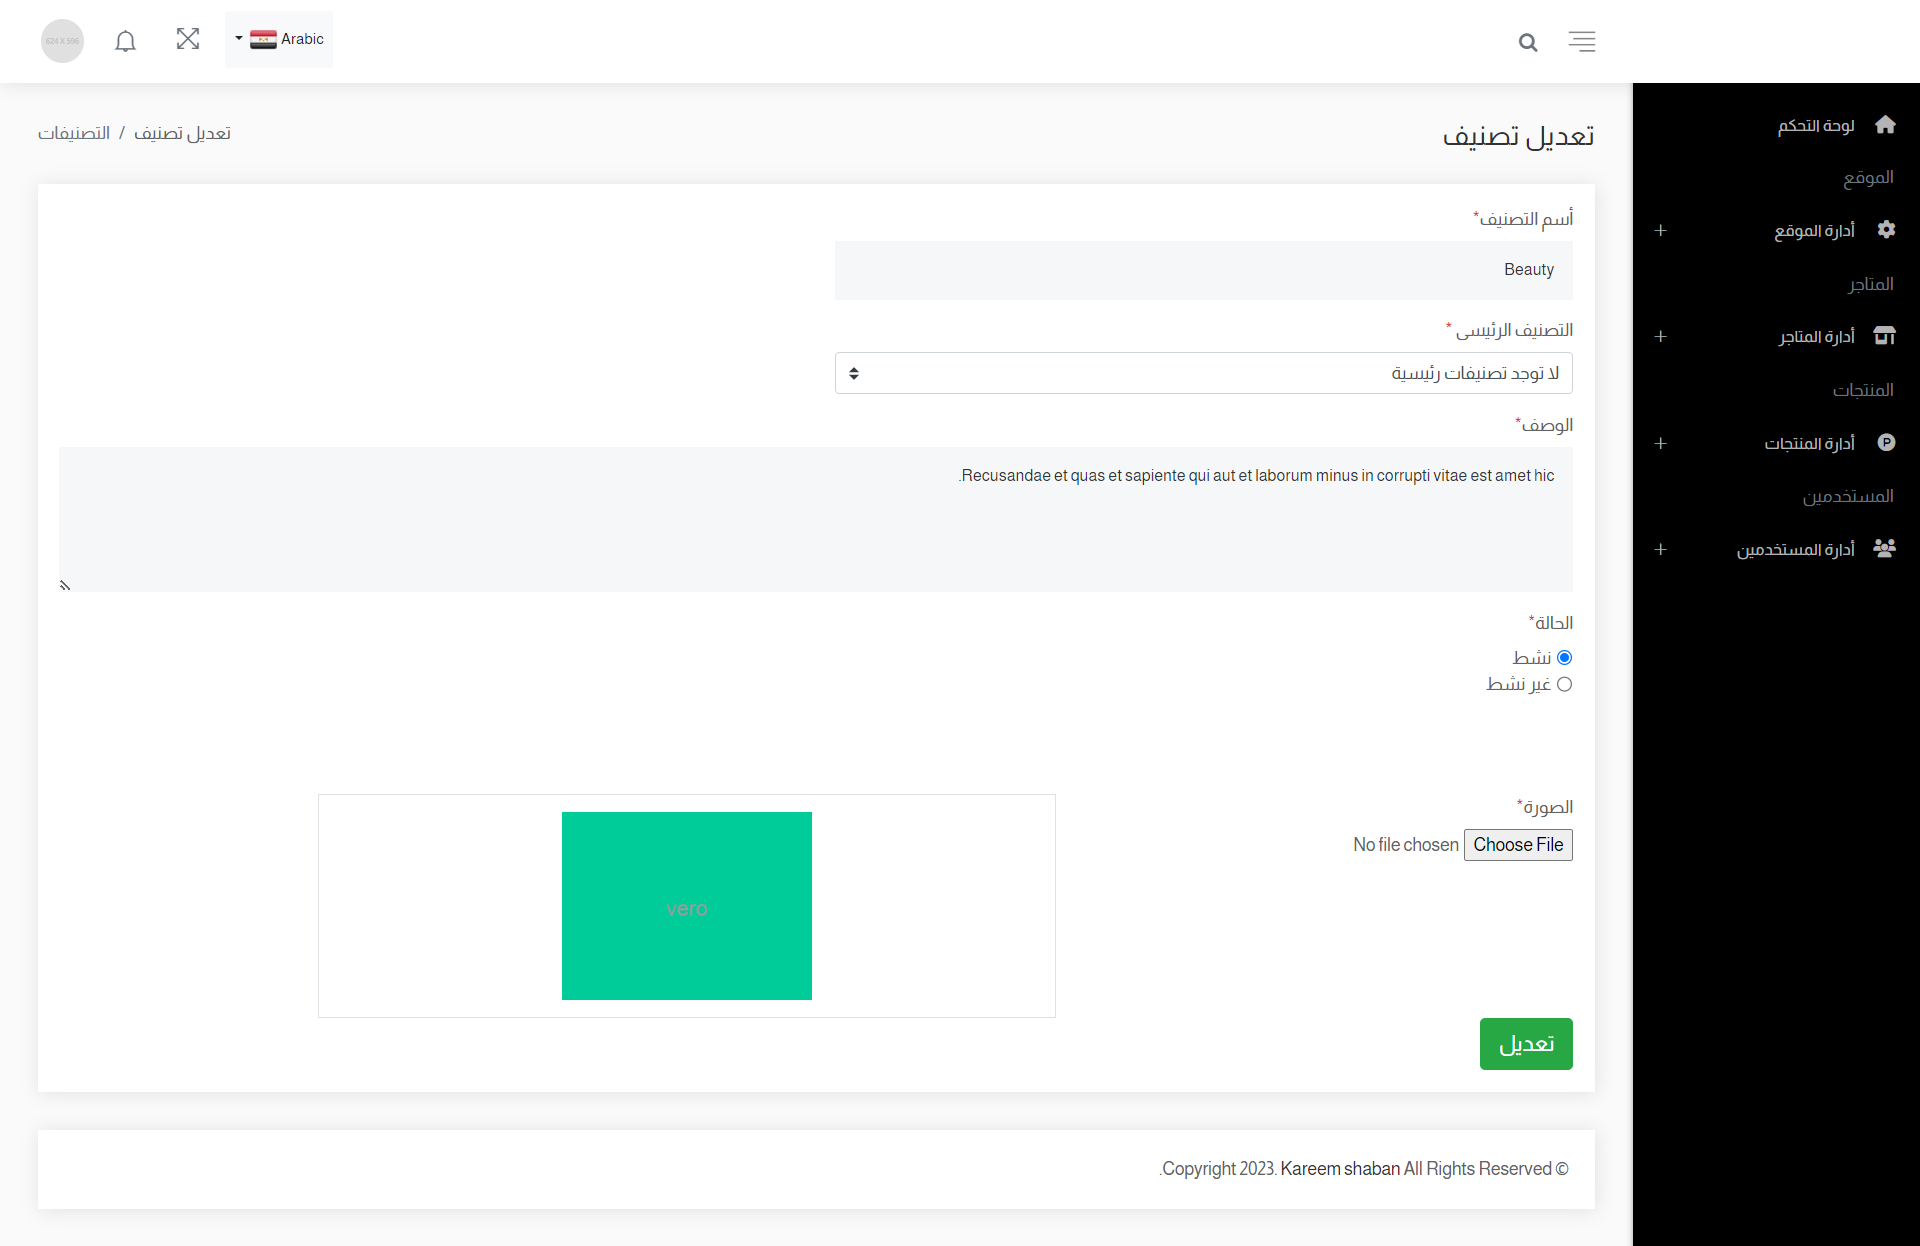 Arabic
624 X 596
لوحة التحكم
الموقع
أدارة الموقع
المتاجر
أدارة المتاجر
المنتجات
أدارة المنتجات
المستخدمين
أدارة المستخدمين
تعديل تصنيف
تعديل تصنيف / التصنيفات
أسم التصنيف*
Beauty
التصنيف الرئيسى *
لا توجد تصنيفات رئيسية
الوصف*
.Recusandae et quas et sapiente qui aut et laborum minus in corrupti vitae est amet hic
الحالة*
نشط
غير نشط
الصورة*
Choose File No file chosen
vero
تعديل
.Copyright 2023. Kareem shaban All Rights Reserved ©